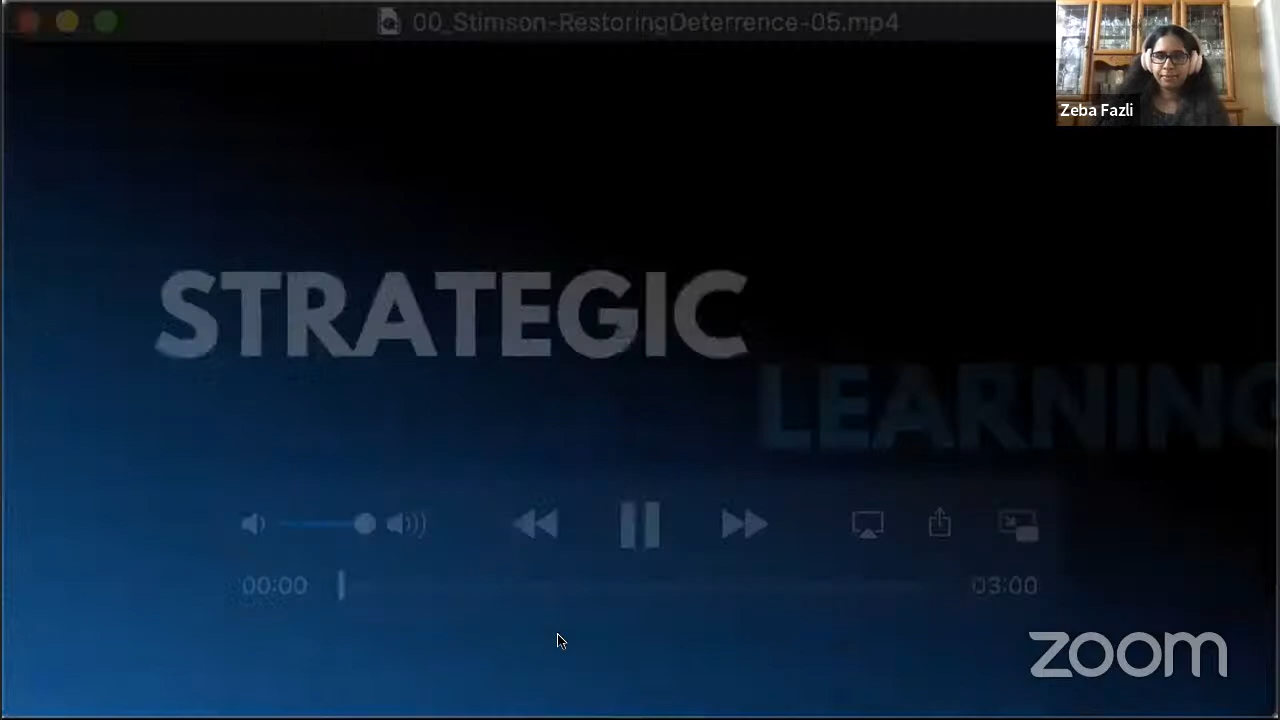 00_Stimson-RestoringDeterrence-05.mp4
Zeba Fazli
STRATEGIC
LEARNING
00:00
03:00
zoom